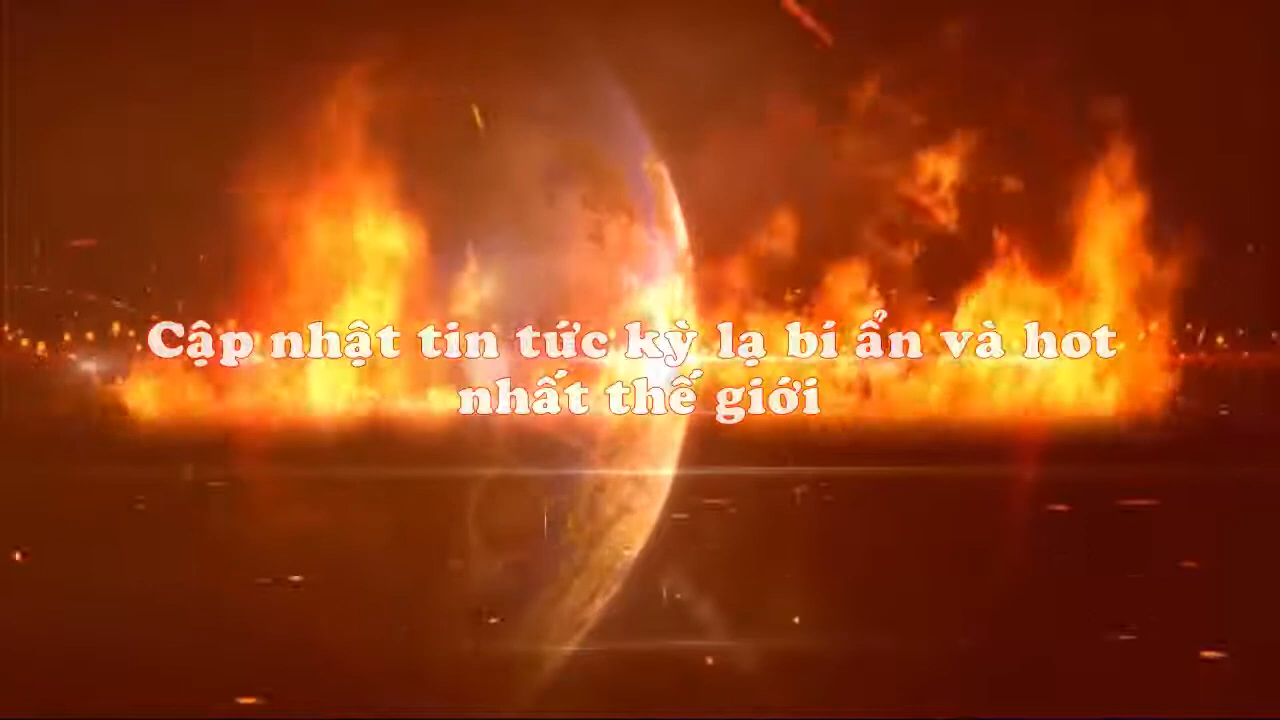 Cập nhật tin tức kỳ lạ bí ẩn và hot
nhất thế giới